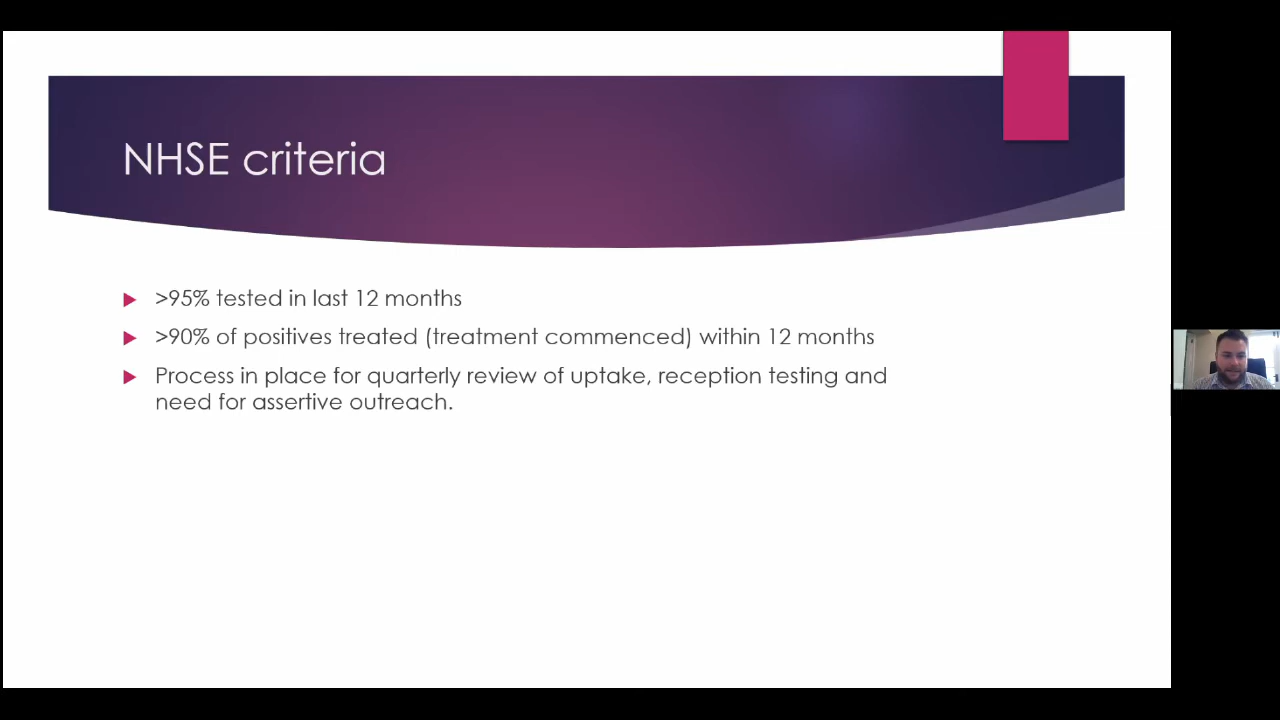 NHSE criteria
>95% tested in last 12 months
>90% of positives treated (treatment commenced) within 12 months
Process in place for quarterly review of uptake, reception testing and
need for assertive outreach.